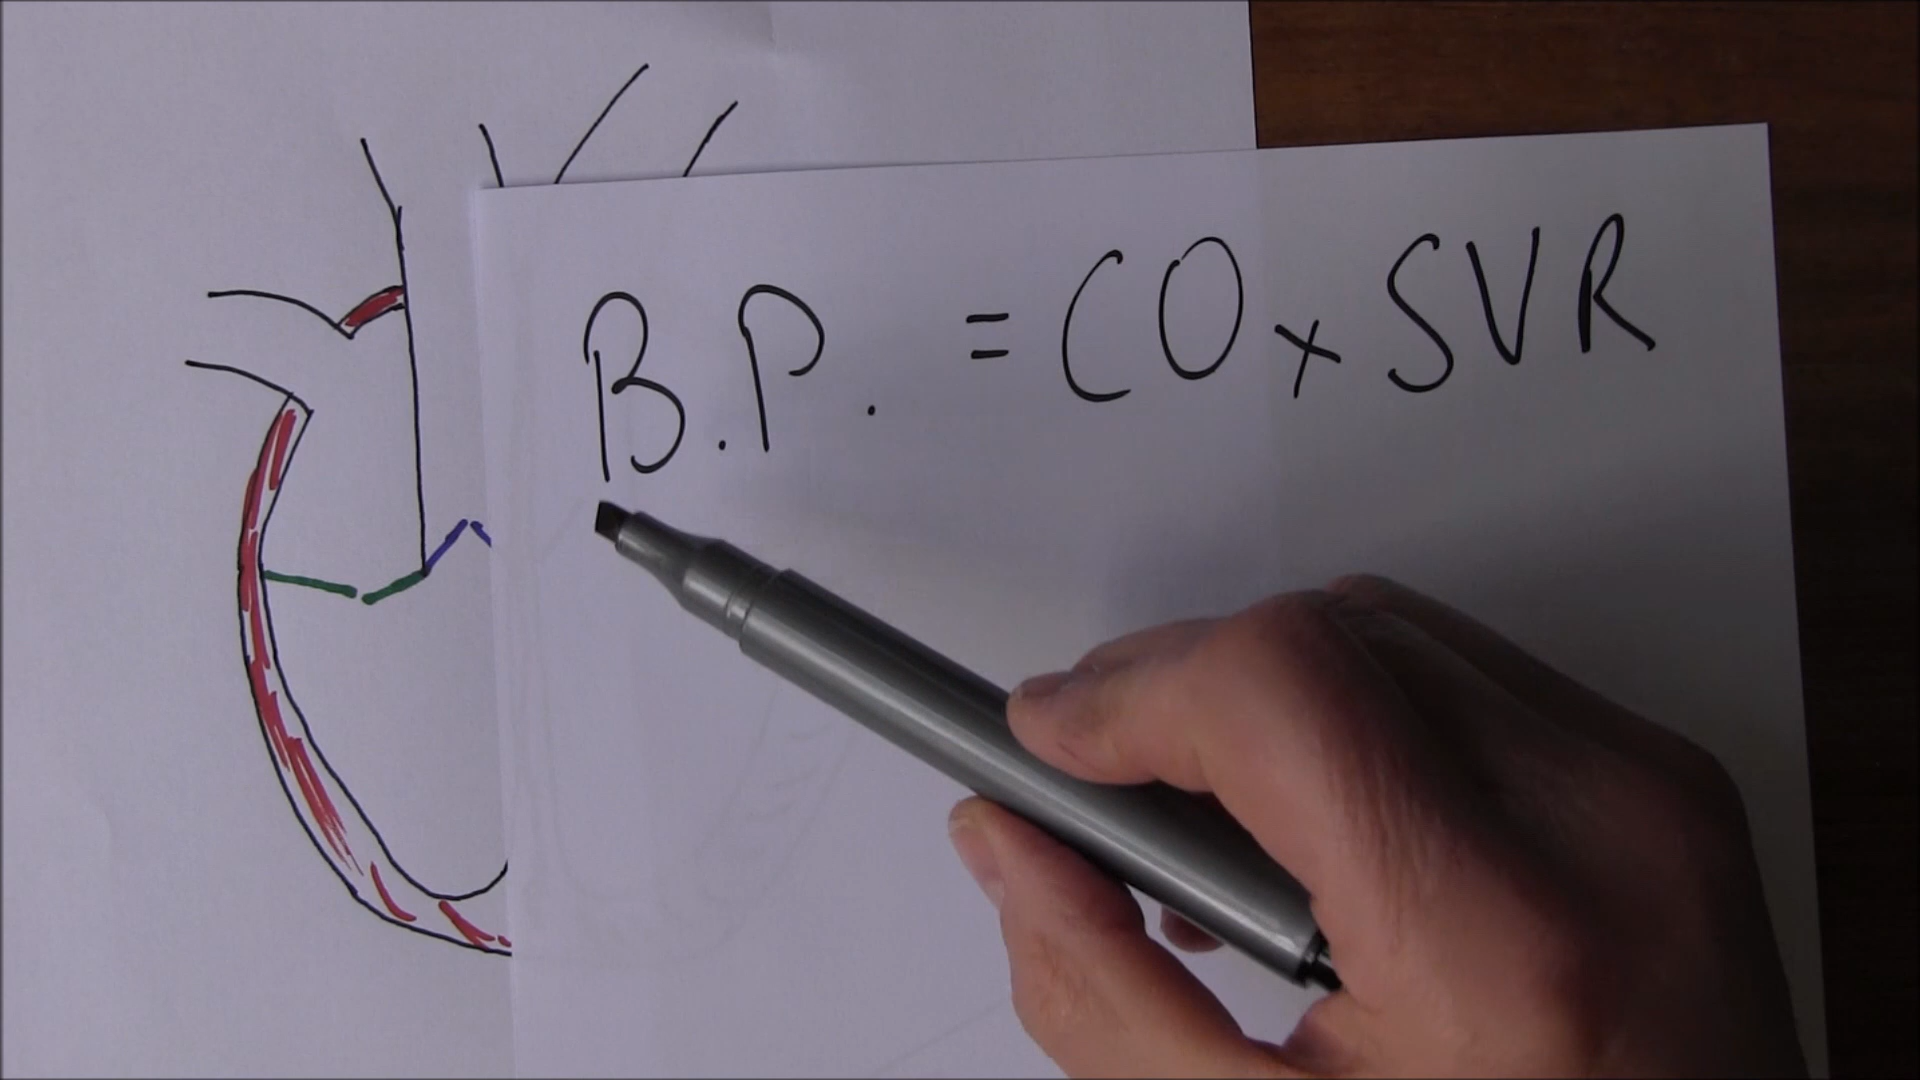 B.P. = CO x SVR